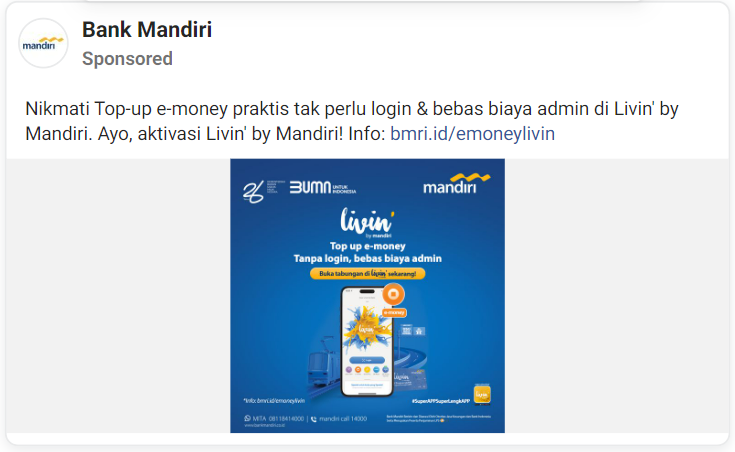 mandiri
Bank Mandiri
Sponsored
Nikmati Top-up e-money praktis tak perlu login & bebas biaya admin di Livin' by
Mandiri. Ayo, aktivasi Livin' by Mandiri! Info: bmri.id/emoneylivin
26
BUMN UNTUK
INDONESIA
mandiri
livin'
by mandiri
Top up e-money
Tanpa login, bebas biaya admin
Buka tabungan di livin' sekarang!
e-money
livin'
*Info: bmri.id/emoneylivin
#SuperAPPSuperLengkAPP
livin'
MITA 08118414000 | mandiri call 14000
www.bankmandiri.co.id